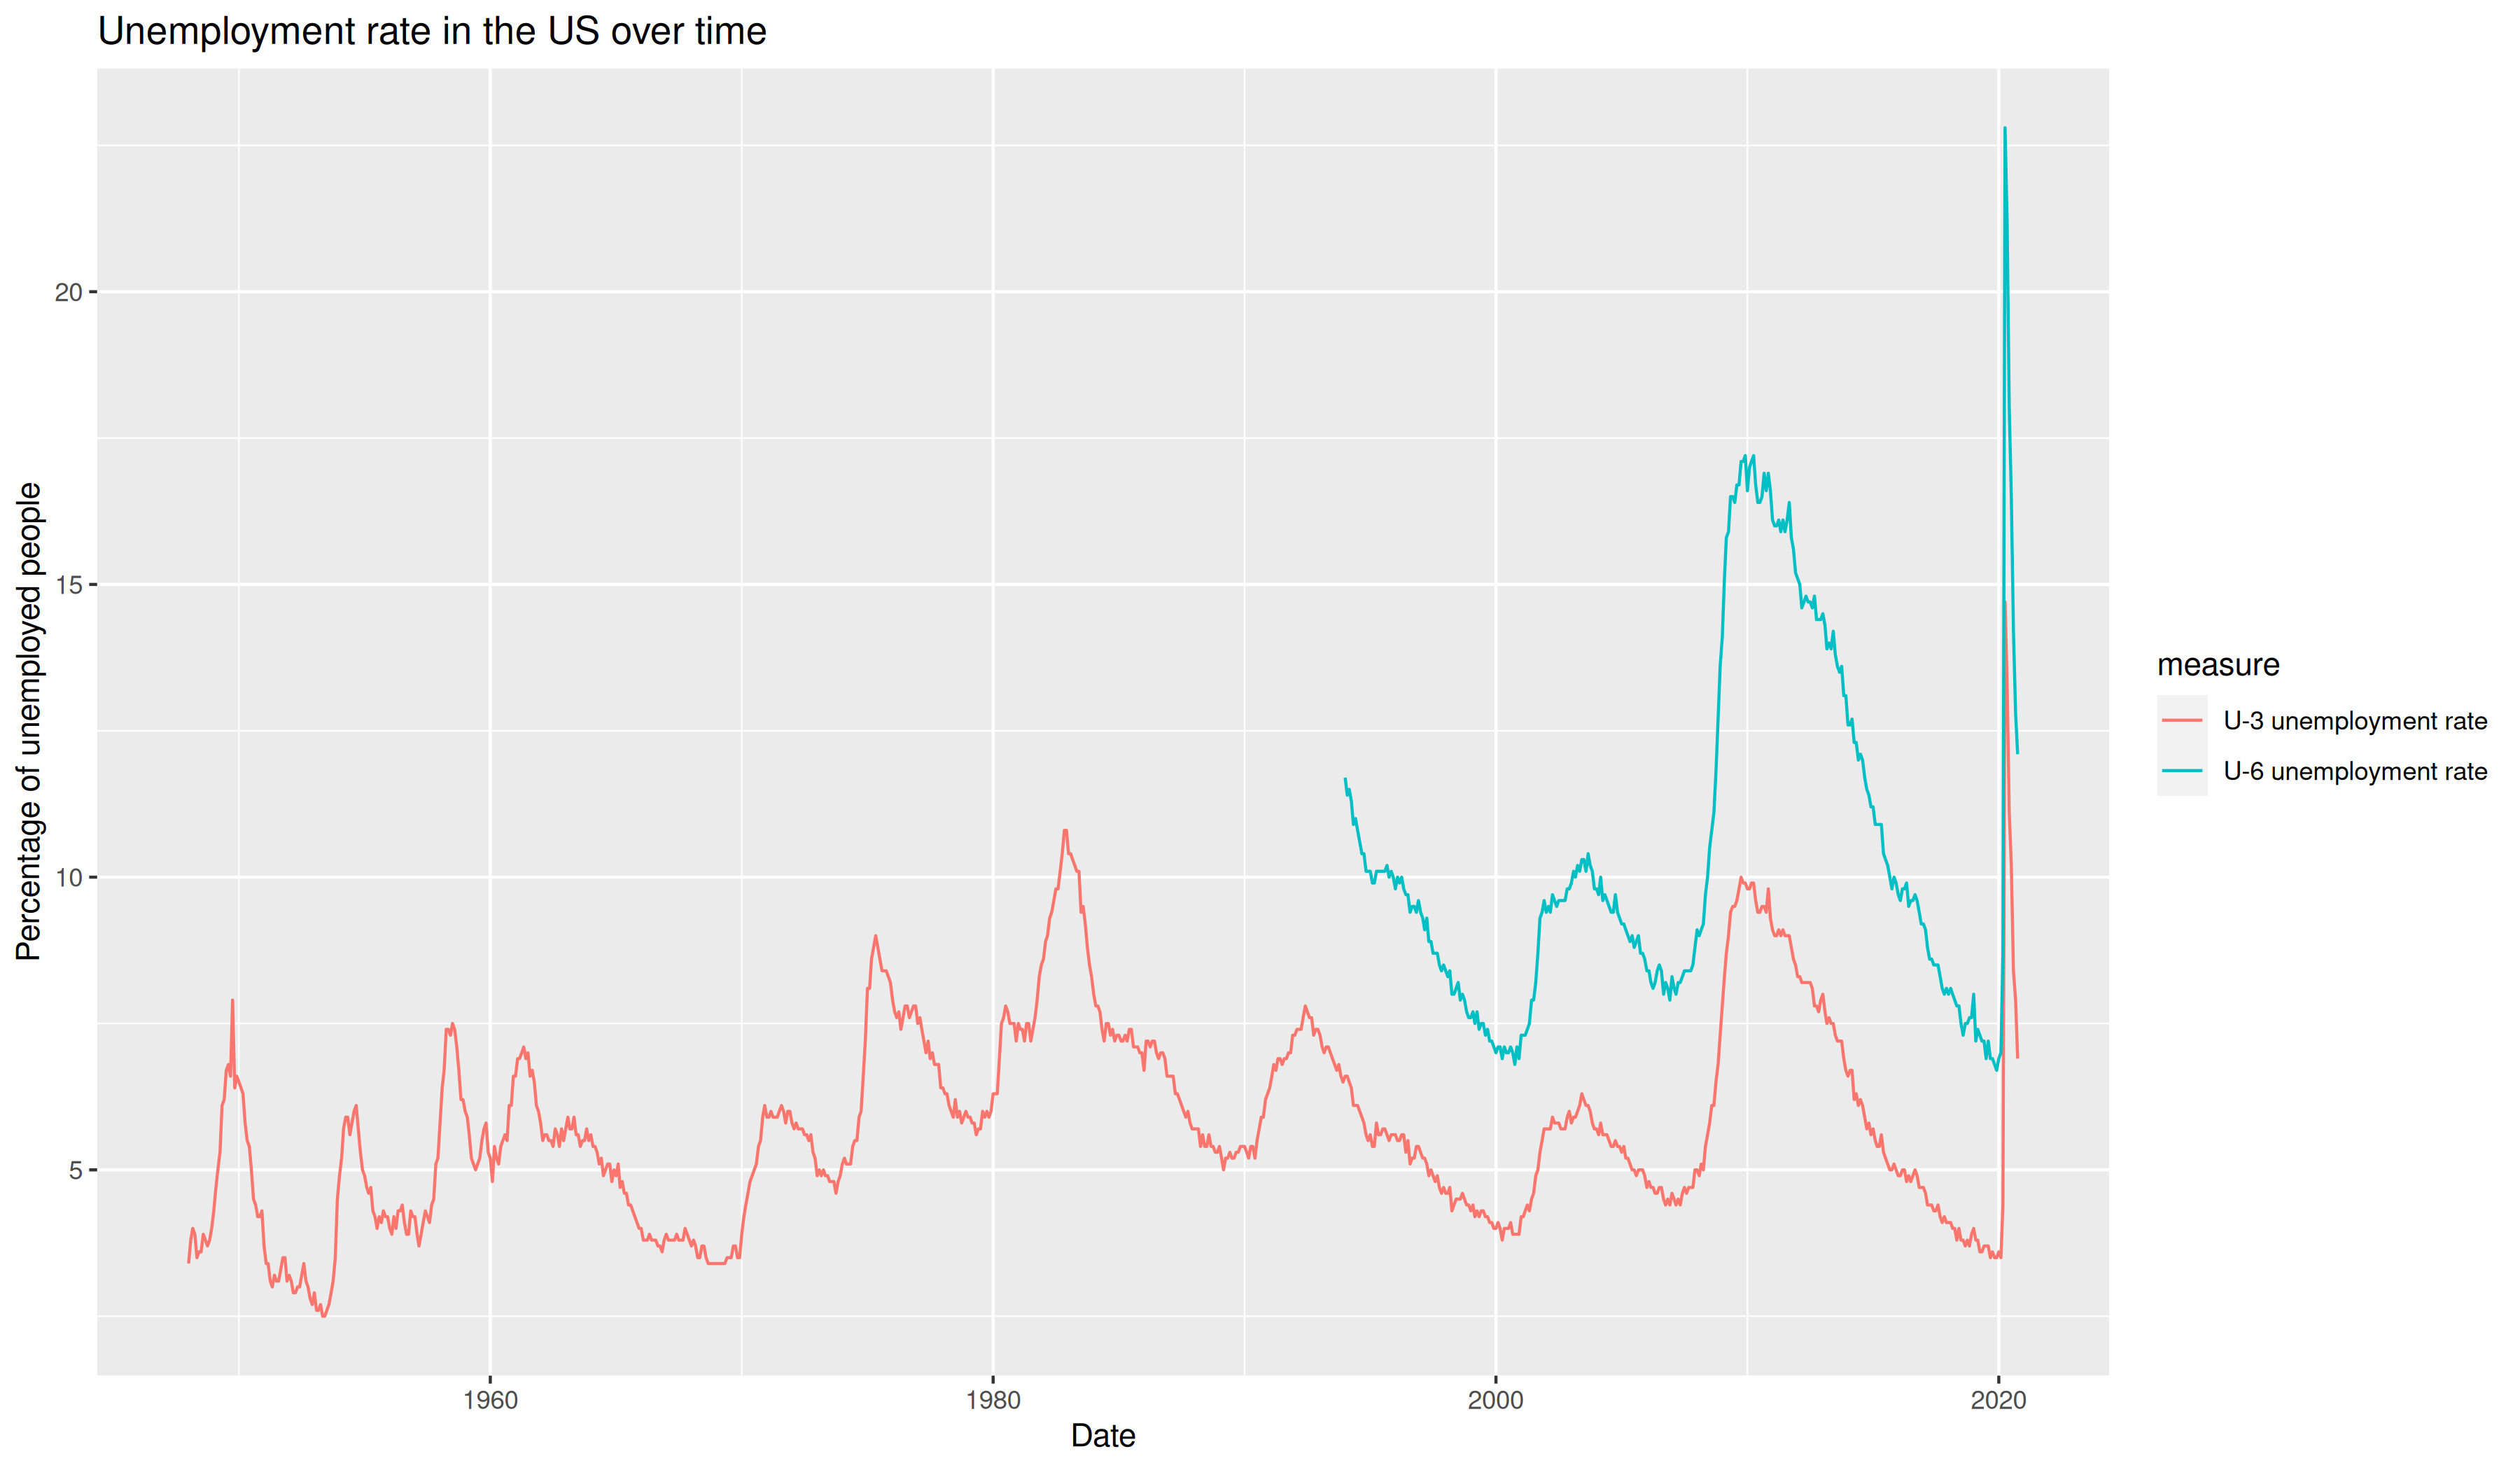 Unemployment rate in the US over time
Percentage of unemployed people
20
15
10
5
1960
1980
2000
2020
Date
measure
U-3 unemployment rate
U-6 unemployment rate